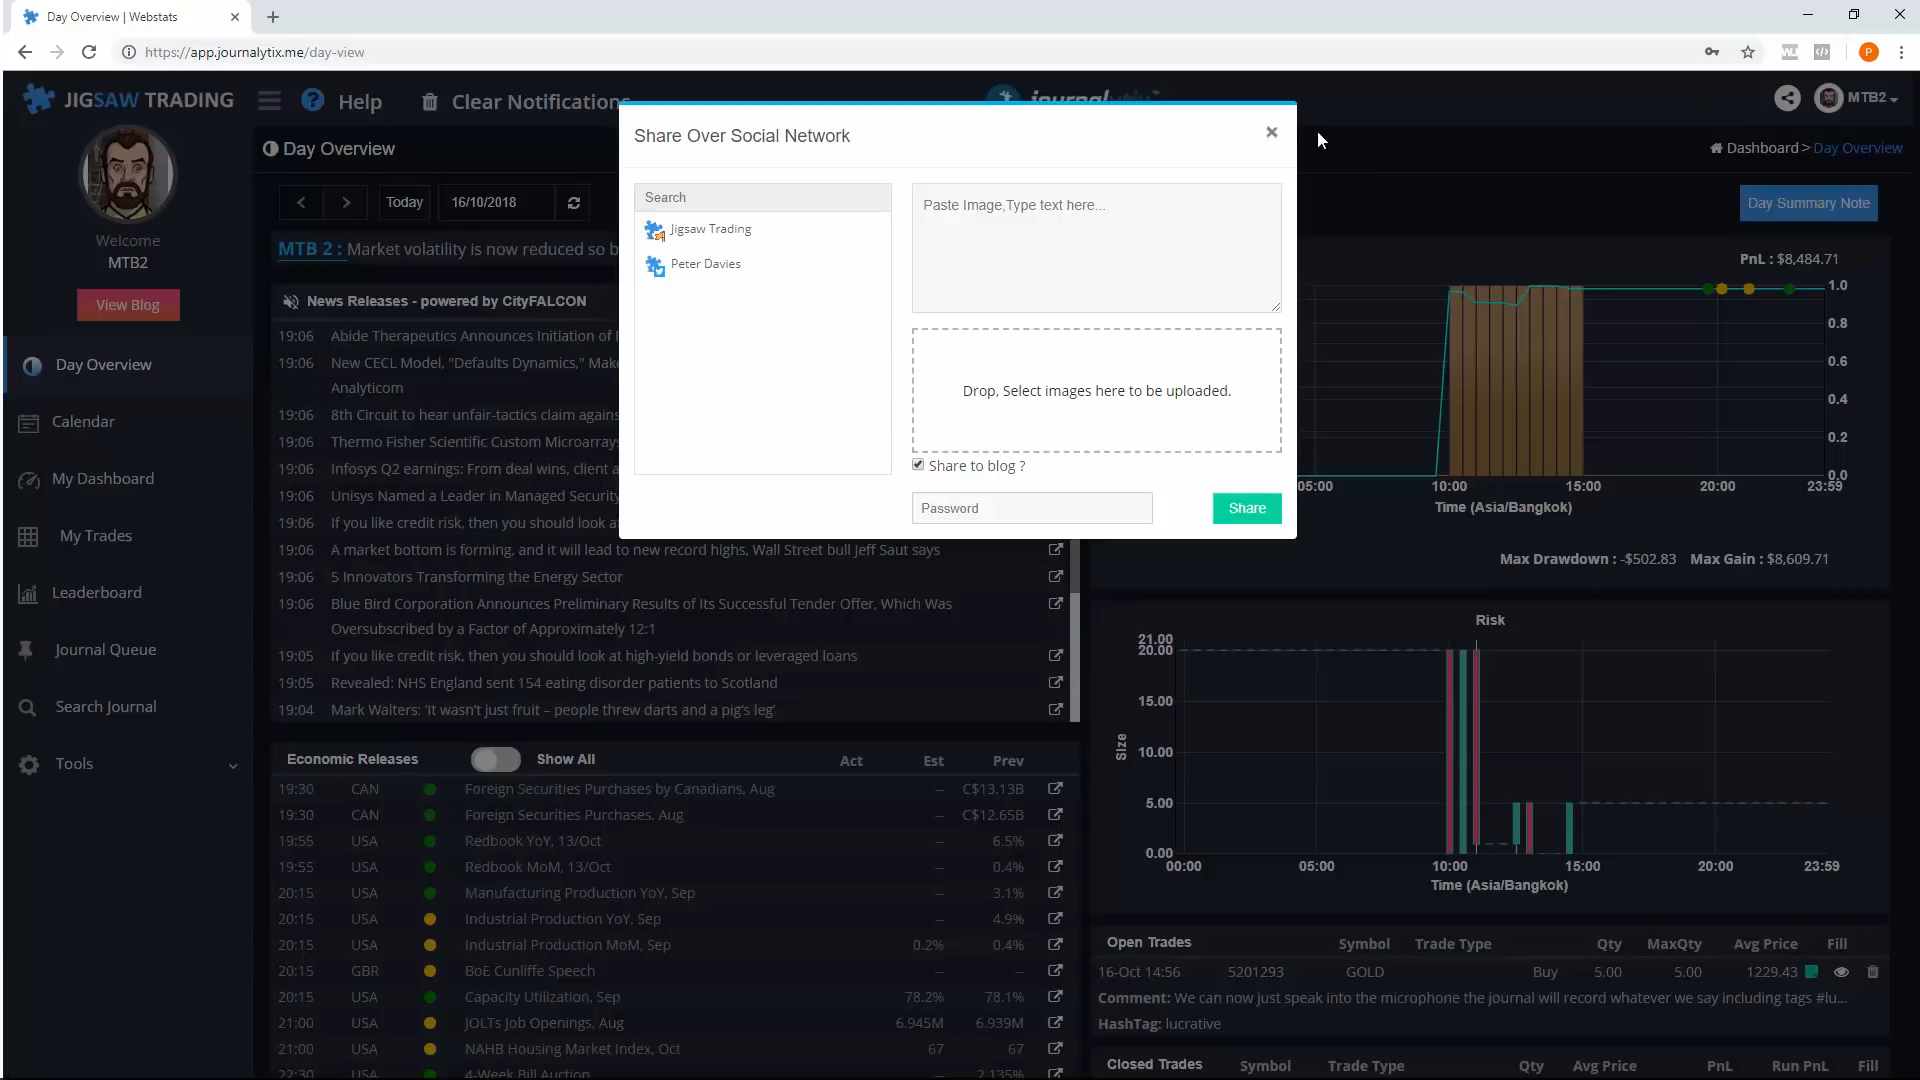 Day Overview | Webstats
https://app.journalytix.me/day-view
P
JIGSAW TRADING
Help
Clear Notifications
MTB2
Welcome
MTB2
View Blog
Day Overview
Calendar
My Dashboard
My Trades
Leaderboard
Journal Queue
Search Journal
Tools
Day Overview
Dashboard > Day Overview
Today
16/10/2018
Day Summary Note
MTB 2 : Market volatility is now reduced so b
News Releases - powered by CityFALCON
19:06 Abide Therapeutics Announces Initiation of
19:06 New CECL Model, "Defaults Dynamics," Make
Analyticom
19:06 8th Circuit to hear unfair-tactics claim agains
19:06 Thermo Fisher Scientific Custom Microarrays
19:06 Infosys Q2 earnings: From deal wins, client a
19:06 Unisys Named a Leader in Managed Security
19:06 If you like credit risk, then you should look a
19:06 A market bottom is forming, and it will lead to new record highs, Wall Street bull Jeff Saut says
19:06 5 Innovators Transforming the Energy Sector
19:06 Blue Bird Corporation Announces Preliminary Results of Its Successful Tender Offer, Which Was
Oversubscribed by a Factor of Approximately 12:1
19:05 If you like credit risk, then you should look at high-yield bonds or leveraged loans
19:05 Revealed: NHS England sent 154 eating disorder patients to Scotland
19:04 Mark Walters: 'It wasn't just fruit – people threw darts and a pig's leg'
Share Over Social Network
Search
Jigsaw Trading
Peter Davies
Paste Image,Type text here...
Drop, Select images here to be uploaded.
Share to blog ?
Password
Share
PnL : $8,484.71
1.0
0.8
0.6
0.4
0.2
0.0
05:00 10:00 15:00 20:00 23:59
Time (Asia/Bangkok)
Max Drawdown : -$502.83 Max Gain : $8,609.71
Risk
21.00
20.00
15.00
10.00
5.00
0.00
Size
00:00 05:00 10:00 15:00 20:00 23:59
Time (Asia/Bangkok)
Economic Releases Show All Act Est Prev
19:30 CAN Foreign Securities Purchases by Canadians, Aug – C$13.13B
19:30 CAN Foreign Securities Purchases, Aug – C$12.65B
19:55 USA Redbook YoY, 13/Oct – 6.5%
19:55 USA Redbook MoM, 13/Oct – 0.4%
20:15 USA Manufacturing Production YoY, Sep – 3.1%
20:15 USA Industrial Production YoY, Sep – 4.9%
20:15 USA Industrial Production MoM, Sep 0.2% 0.4%
20:15 GBR BoE Cunliffe Speech – –
20:15 USA Capacity Utilization, Sep 78.2% 78.1%
21:00 USA JOLTs Job Openings, Aug 6.945M 6.939M
21:00 USA NAHB Housing Market Index, Oct 67 67
22:30 USA 4-Week Bill Auction – 2.135%
Open Trades Symbol Trade Type Qty MaxQty Avg Price Fill
16-Oct 14:56 5201293 GOLD Buy 5.00 5.00 1229.43
Comment: We can now just speak into the microphone the journal will record whatever we say including tags #lu...
HashTag: lucrative
Closed Trades Symbol Trade Type Qty Avg Price PnL Run PnL Fill